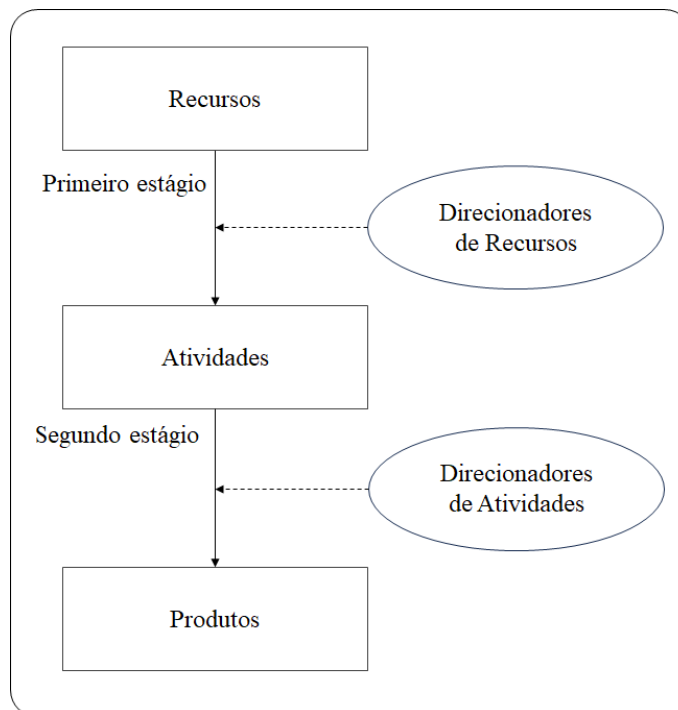 Recursos
Primeiro estágio
Direcionadores
de Recursos
Atividades
Segundo estágio
Direcionadores
de Atividades
Produtos